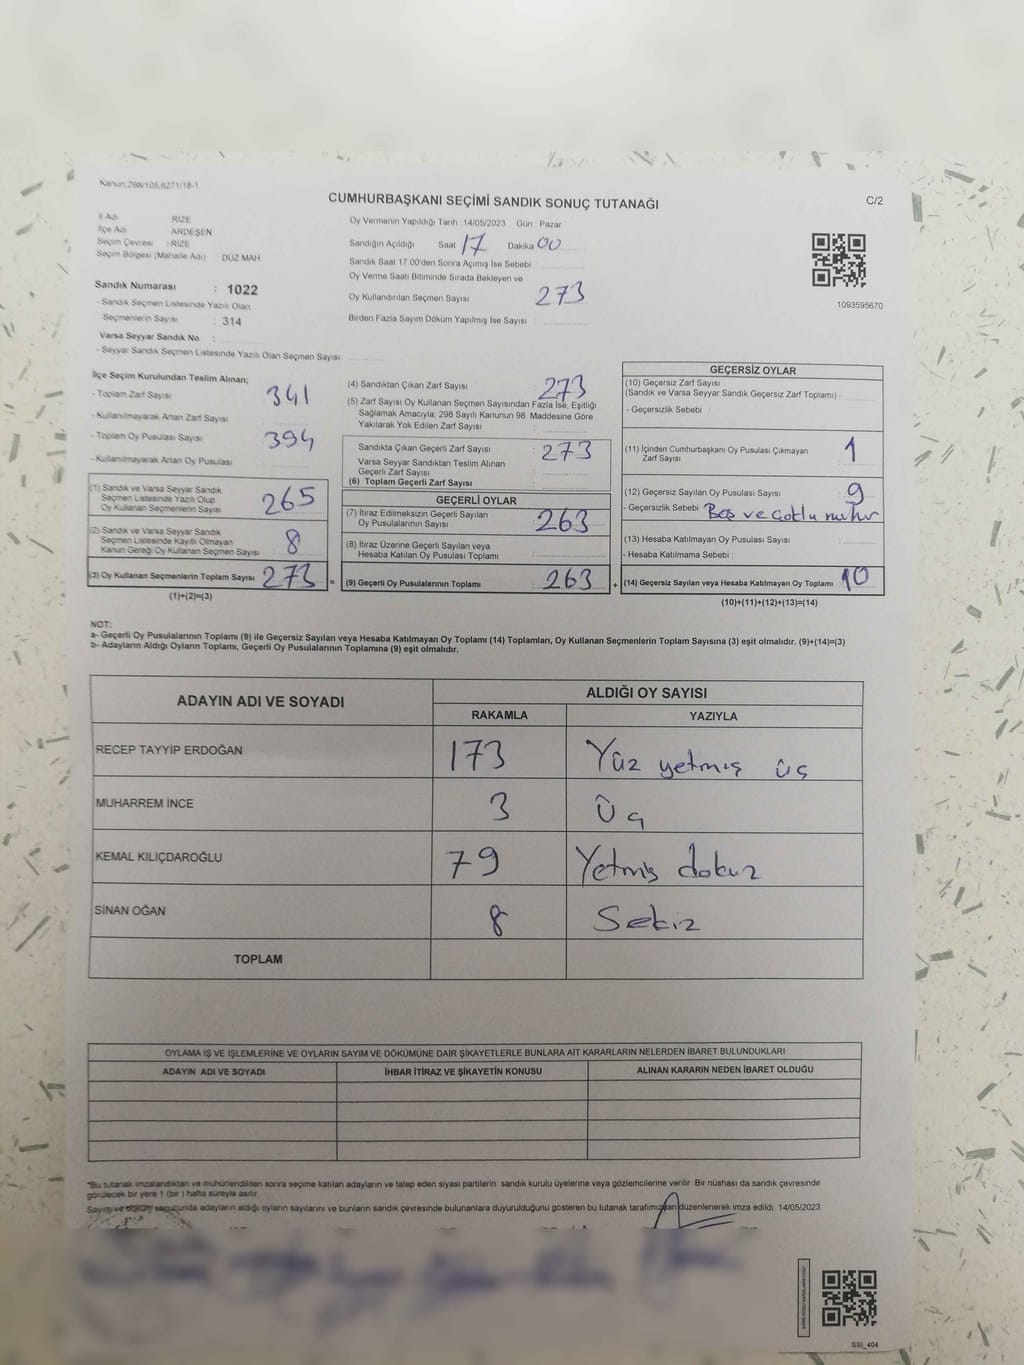 Kanun;298/105,6271/18-1
CUMHURBAŞKANI SEÇİMİ SANDIK SONUÇ TUTANAĞI
C/2
İl Adı RİZE
İlçe Adı ARDEŞEN
Seçim Çevresi : RİZE
Seçim Bölgesi (Mahalle Adı) DÜZ MAH
Sandık Numarası : 1022
- Sandık Seçmen Listesinde Yazılı Olan
Seçmenlerin Sayısı : 314
Varsa Seyyar Sandık No :
- Seyyar Sandık Seçmen Listesinde Yazılı Olan Seçmen Sayısı:
Oy Vermenin Yapıldığı Tarih :14/05/2023 Gün : Pazar
Sandığın Açıldığı Saat 17 Dakika 00
Sandık Saat 17:00'den Sonra Açımış İse Sebebi :
Oy Verme Saati Bitiminde Sırada Bekleyen ve
Oy Kullandırılan Seçmen Sayısı 273
Birden Fazla Sayım Döküm Yapılmış İse Sayısı :
1093595670
İlçe Seçim Kurulundan Teslim Alınan;
- Toplam Zarf Sayısı 341
- Kullanılmayarak Artan Zarf Sayısı
- Toplam Oy Pusulası Sayısı 394
- Kullanılmayarak Artan Oy Pusulası
(1) Sandık ve Varsa Seyyar Sandık
Seçmen Listesinde Yazılı Olup
Oy Kullanan Seçmenlerin Sayısı 265
(2) Sandık ve Varsa Seyyar Sandık
Seçmen Listesinde Kayıtlı Olmayan
Kanun Gereği Oy Kullanan Seçmen Sayısı 8
(3) Oy Kullanan Seçmenlerin Toplam Sayısı 273 =
(1)+(2)=(3)
(4) Sandıktan Çıkan Zarf Sayısı : 273
(5) Zarf Sayısı Oy Kullanan Seçmen Sayısından Fazla İse, Eşitliği
Sağlamak Amacıyla, 298 Sayılı Kanunun 98. Maddesine Göre
Yakılarak Yok Edilen Zarf Sayısı :
Sandıkta Çıkan Geçerli Zarf Sayısı : 273
Varsa Seyyar Sandıktan Teslim Alınan
Geçerli Zarf Sayısı
(6) Toplam Geçerli Zarf Sayısı
GEÇERLİ OYLAR
(7) İtiraz Edilmeksizin Geçerli Sayılan
Oy Pusulalarının Sayısı : 263
(8) İtiraz Üzerine Geçerli Sayılan veya
Hesaba Katılan Oy Pusulası Toplamı :
(9) Geçerli Oy Pusulalarının Toplamı : 263 +
GEÇERSİZ OYLAR
(10) Geçersiz Zarf Sayısı
(Sandık ve Varsa Seyyar Sandık Geçersiz Zarf Toplamı) :
- Geçersizlik Sebebi :
(11) İçinden Cumhurbaşkanı Oy Pusulası Çıkmayan
Zarf Sayısı 1
(12) Geçersiz Sayılan Oy Pusulası Sayısı : 9
- Geçersizlik Sebebi : Boş ve çoklu mühür
(13) Hesaba Katılmayan Oy Pusulası Sayısı :
- Hesaba Katılmama Sebebi :
(14) Geçersiz Sayılan veya Hesaba Katılmayan Oy Toplamı : 10
(10)+(11)+(12)+(13)=(14)
NOT:
a- Geçerli Oy Pusulalarının Toplamı (9) ile Geçersiz Sayılan veya Hesaba Katılmayan Oy Toplamı (14) Toplamları, Oy Kullanan Seçmenlerin Toplam Sayısına (3) eşit olmalıdır. (9)+(14)=(3)
b- Adayların Aldığı Oyların Toplamı, Geçerli Oy Pusulalarının Toplamına (9) eşit olmalıdır.
ADAYIN ADI VE SOYADI
ALDIĞI OY SAYISI
RAKAMLA YAZIYLA
RECEP TAYYİP ERDOĞAN 173 Yüz yetmiş üç
MUHARREM İNCE 3 Üç
KEMAL KILIÇDAROĞLU 79 Yetmiş dokuz
SİNAN OĞAN 8 Sekiz
TOPLAM
OYLAMA İŞ VE İŞLEMLERİNE VE OYLARIN SAYIM VE DÖKÜMÜNE DAİR ŞİKAYETLERLE BUNLARA AİT KARARLARIN NELERDEN İBARET BULUNDUKLARI
ADAYIN ADI VE SOYADI İHBAR İTİRAZ VE ŞİKAYETİN KONUSU ALINAN KARARIN NEDEN İBARET OLDUĞU
*Bu tutanak imzalandıktan ve mühürlendikten sonra seçime katılan adayların ve talep eden siyasi partilerin sandık kurulu üyelerine veya gözlemcilerine verilir. Bir nüshası da sandık çevresinde
görülecek bir yere 1 (bir ) hafta süreyle asılır.
Sayım ve döküm sonucunda adayların aldığı oyların sayılarını ve bunların sandık çevresinde bulunanlara duyurulduğunu gösteren bu tutanak tarafımızdan düzenlenerek imza edildi 14/05/2023
SSI_404